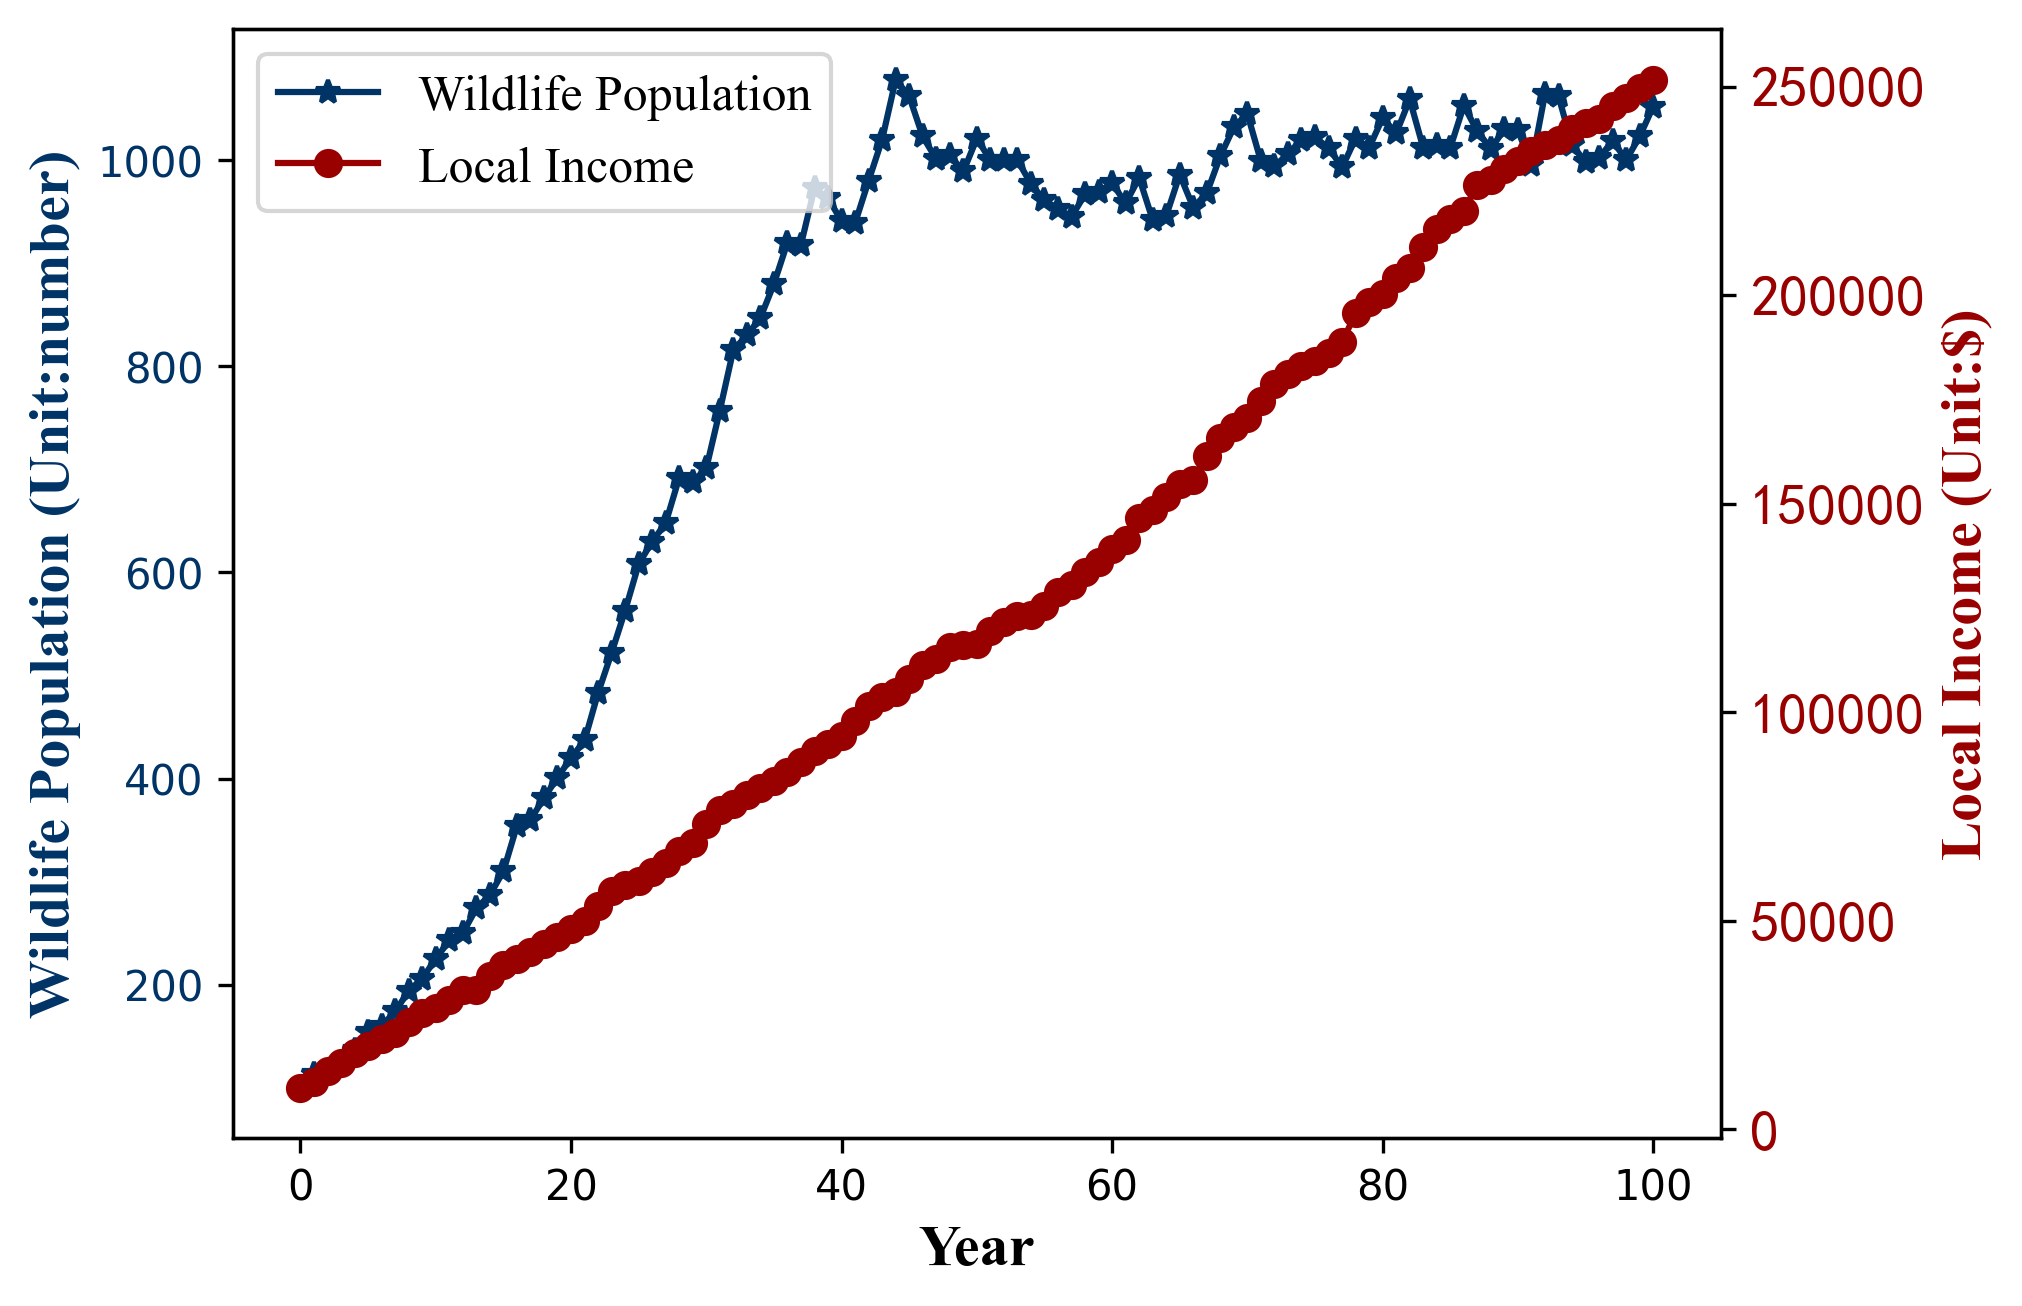 Wildlife Population
Local Income
Wildlife Population (Unit:number)
1000
800
600
400
200
250000
200000
150000
100000
50000
0
Local Income (Unit:$)
0 20 40 60 80 100
Year